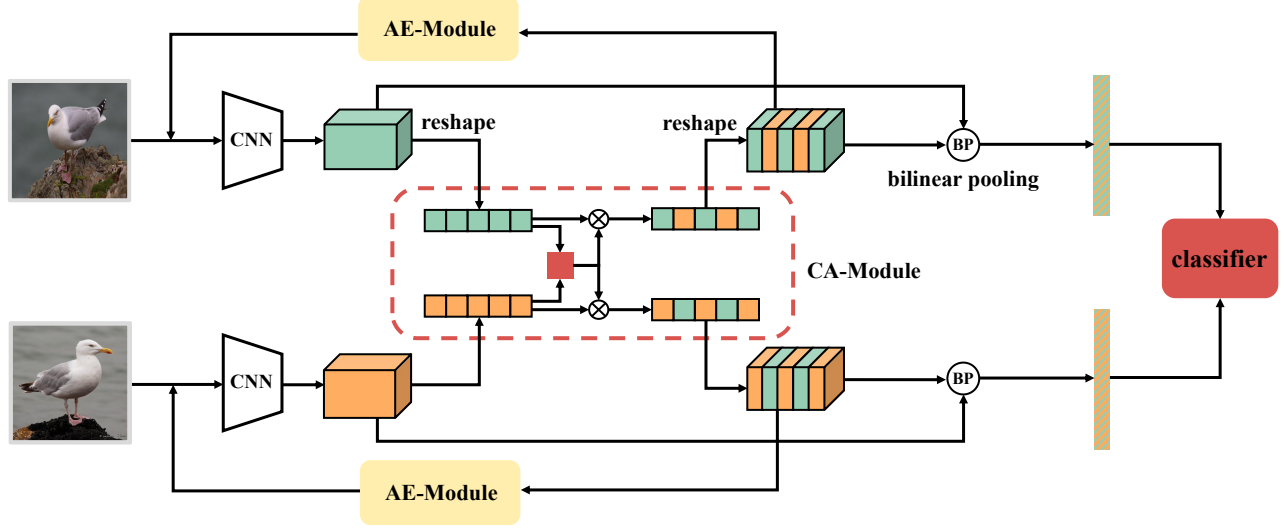 AE-Module
CNN
reshape
reshape
BP
bilinear pooling
CA-Module
classifier
CNN
BP
AE-Module